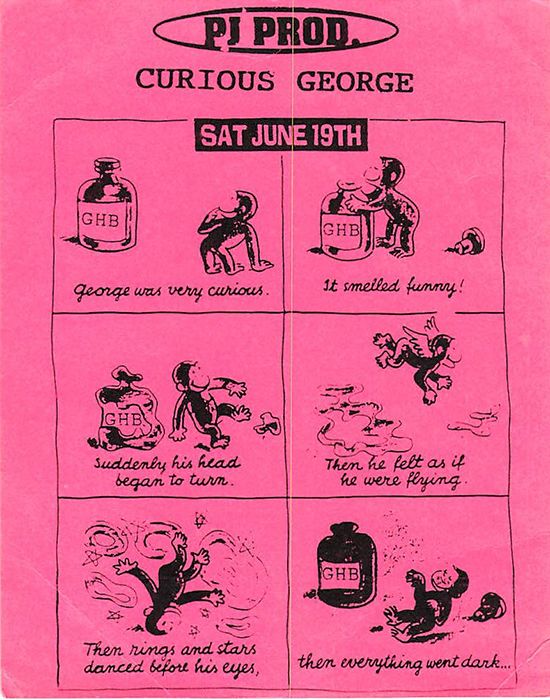 PJ PROD.
CURIOUS GEORGE
SAT JUNE 19TH
GHB
George was very curious.
GHB
It smelled funny!
GHB
Suddenly his head
began to turn.
Then he felt as if
he were flying.
Then rings and stars
danced before his eyes,
GHB
then everything went dark...